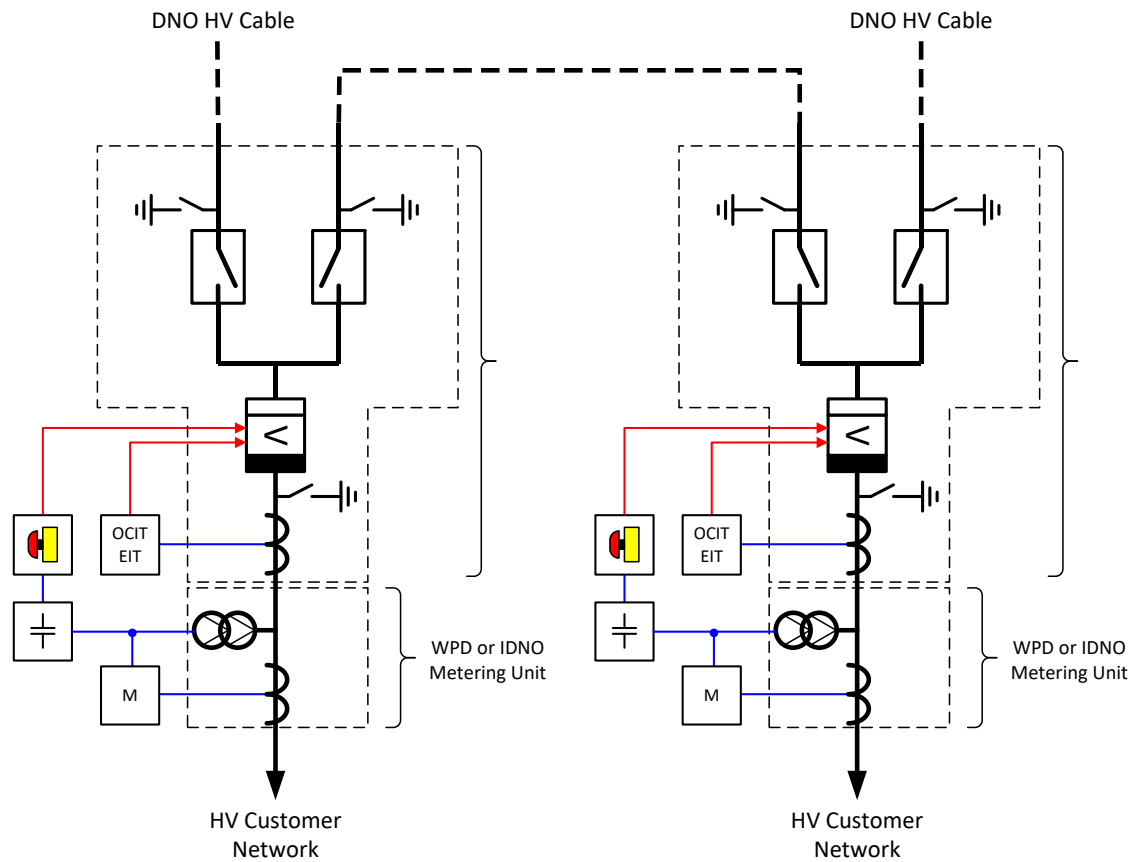 DNO HV Cable
DNO HV Cable
<
<
OCIT
EIT
OCIT
EIT
WPD or IDNO
Metering Unit
WPD or IDNO
Metering Unit
M
M
HV Customer
Network
HV Customer
Network